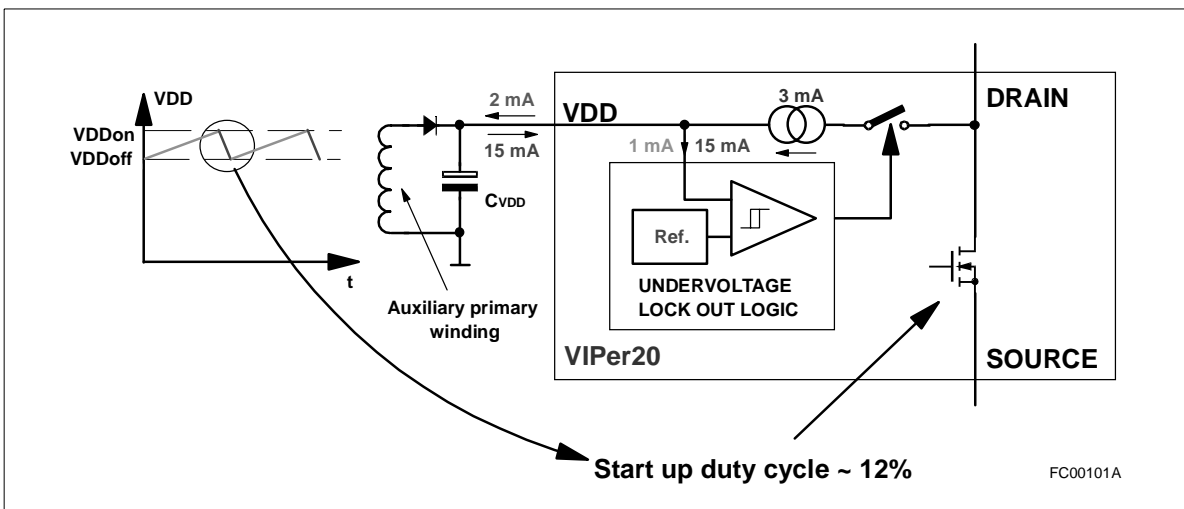 VDD
VDDon
VDDoff
t
2 mA
15 mA
CVDD
Auxiliary primary
winding
VDD
3 mA
DRAIN
1 mA
15 mA
Ref.
UNDERVOLTAGE
LOCK OUT LOGIC
VIPer20
SOURCE
Start up duty cycle ~ 12%
FC00101A